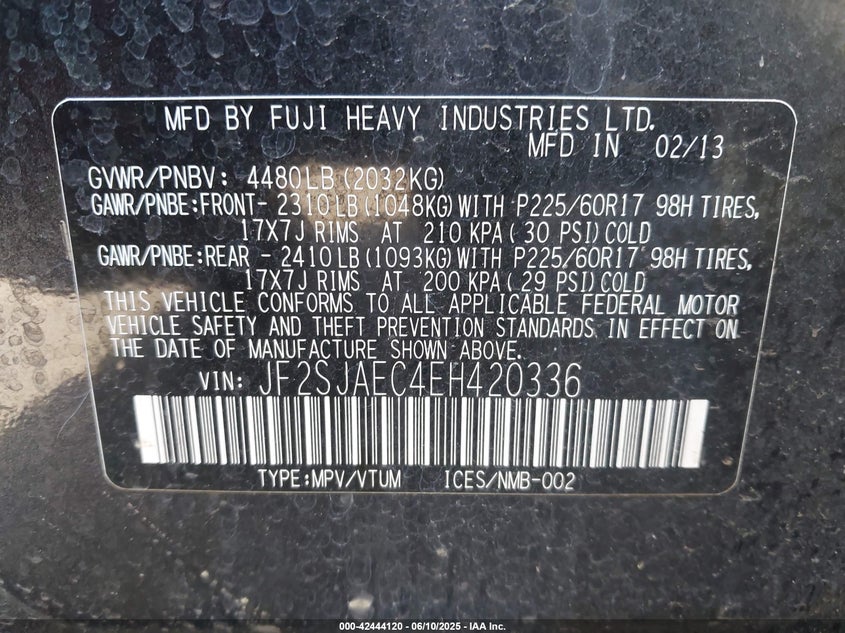 MFD BY FUJI HEAVY INDUSTRIES LTD.
MFD IN 02/13
GVWR/PNBV: 4480LB(2032KG)
GAWR/PNBE:FRONT- 2310LB(1048KG)WITH P225/60R17 98H TIRES,
17X7J RIMS AT 210 KPA(30 PSI)COLD
GAWR/PNBE:REAR - 2410LB(1093KG)WITH P225/60R17 98H TIRES,
17X7J RIMS AT 200 KPA(29 PSI)COLD
THIS VEHICLE CONFORMS TO ALL APPLICABLE FEDERAL MOTOR
VEHICLE SAFETY AND THEFT PREVENTION STANDARDS IN EFFECT ON
THE DATE OF MANUFACTURE SHOWN ABOVE.
VIN: JF2SJAEC4EH420336
TYPE:MPV/VTUM ICES/NMB-002
000-42444120 - 06/10/2025 - IAA Inc.